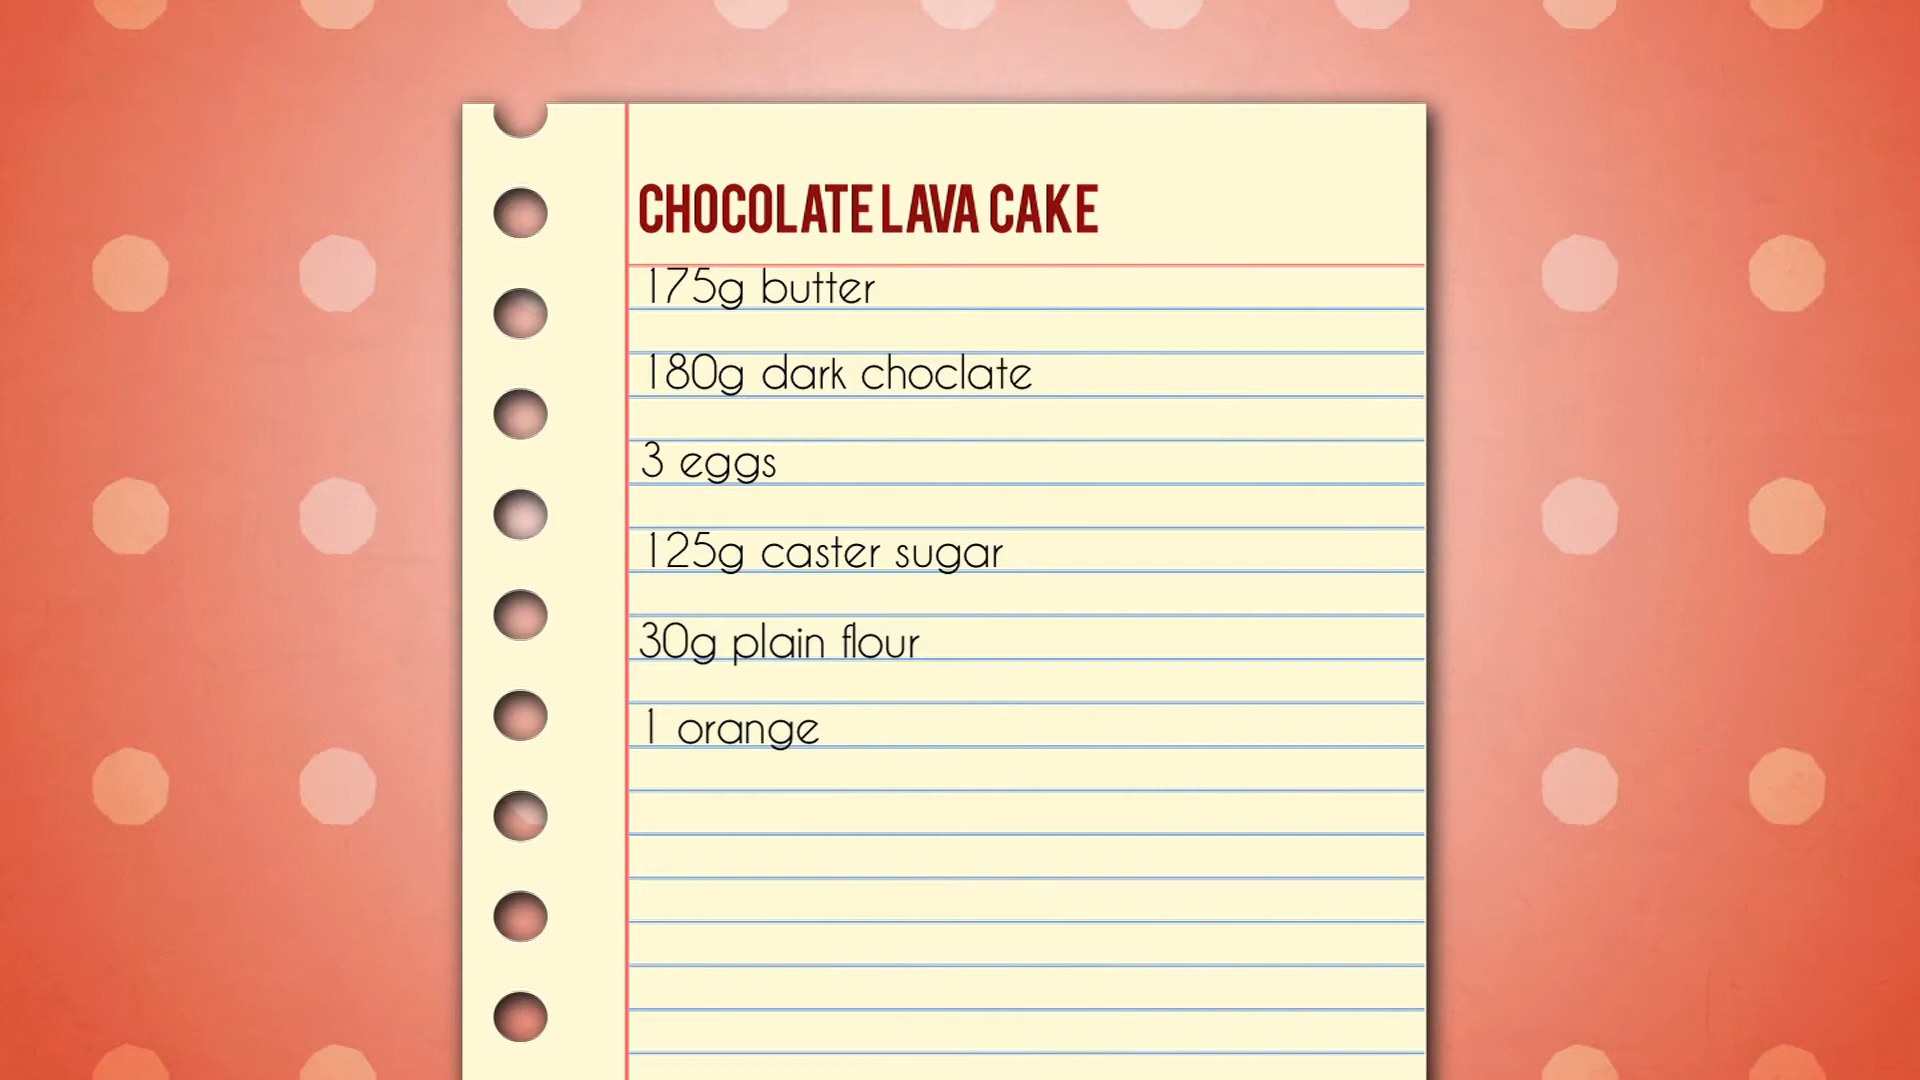 CHOCOLATE LAVA CAKE
175g butter
180g dark choclate
3 eggs
125g caster sugar
30g plain flour
1 orange